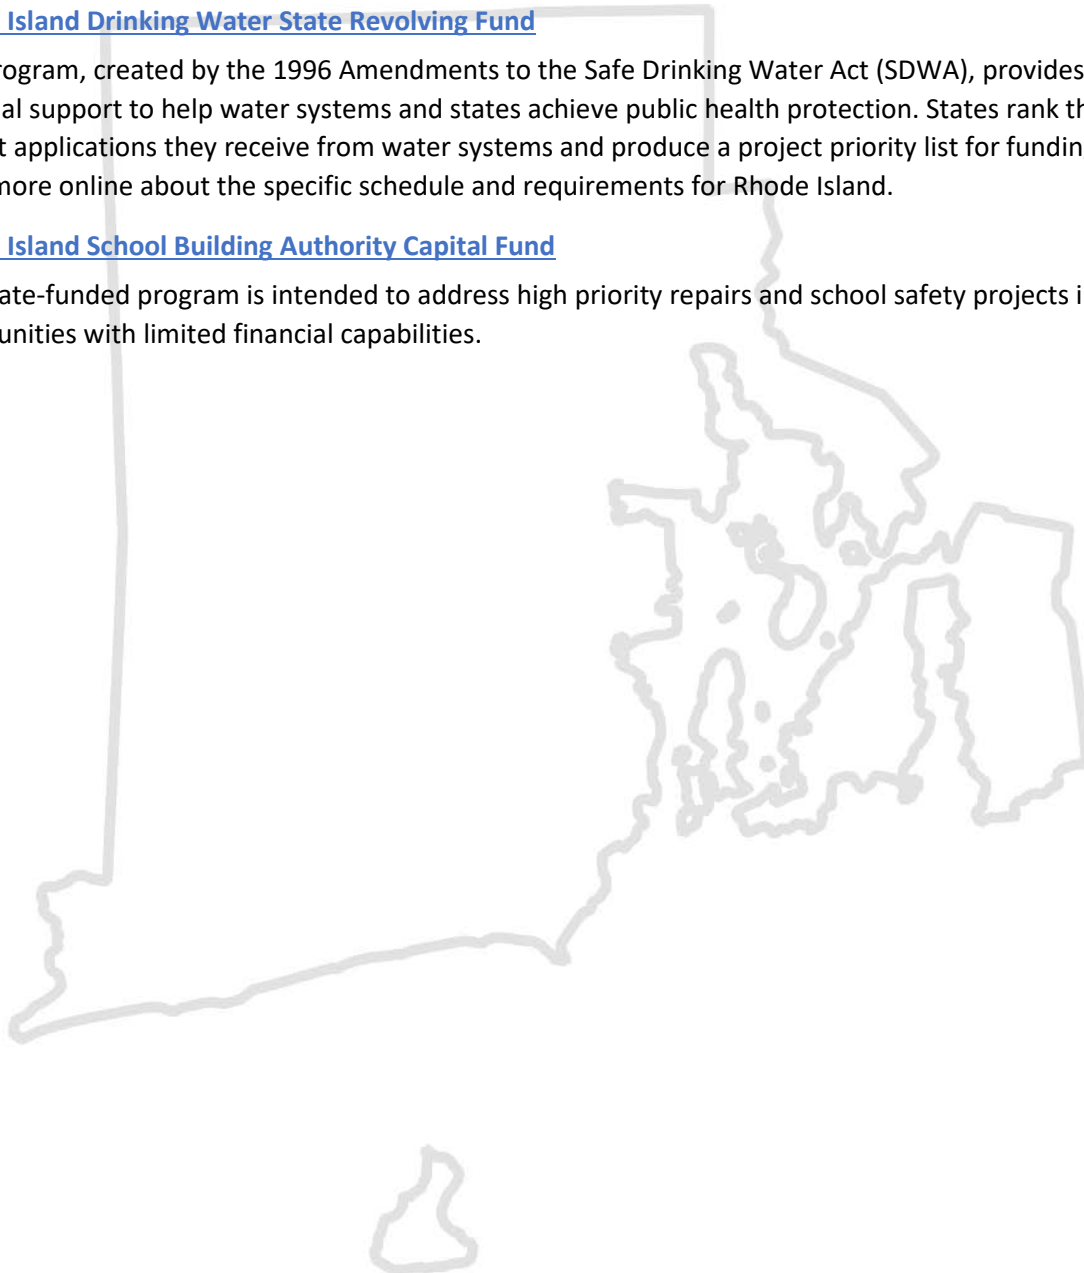 Island Drinking Water State Revolving Fund
rogram, created by the 1996 Amendments to the Safe Drinking Water Act (SDWA), provides
al support to help water systems and states achieve public health protection. States rank th
t applications they receive from water systems and produce a project priority list for fundin
more online about the specific schedule and requirements for Rhode Island.
Island School Building Authority Capital Fund
ate-funded program is intended to address high priority repairs and school safety projects i
unities with limited financial capabilities.